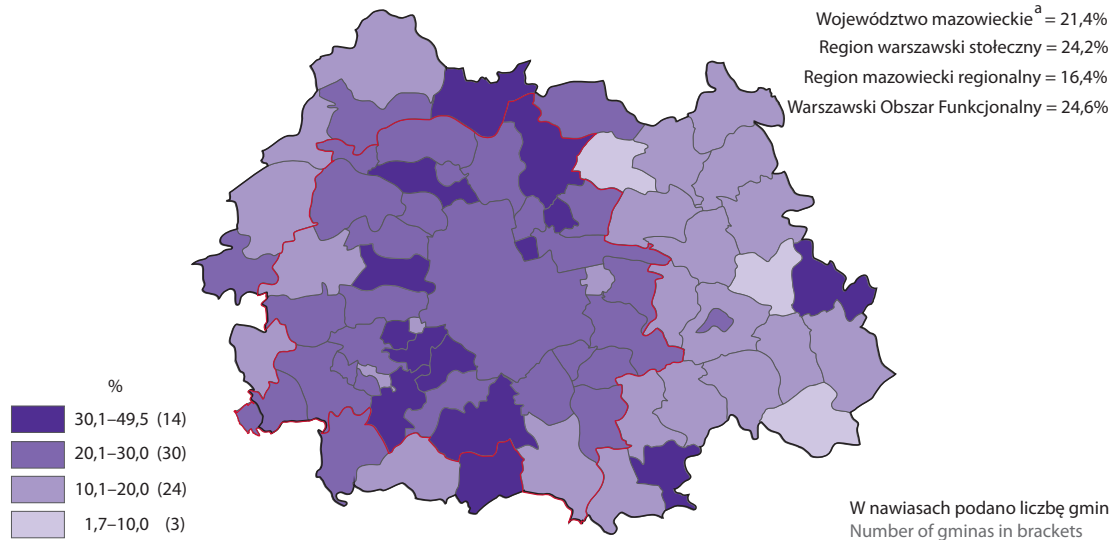 Województwo mazowieckie a = 21,4%
Region warszawski stołeczny = 24,2%
Region mazowiecki regionalny = 16,4%
Warszawski Obszar Funkcjonalny = 24,6%
%
30,1–49,5 (14)
20,1–30,0 (30)
10,1–20,0 (24)
1,7–10,0 (3)
W nawiasach podano liczbę gmin
Number of gminas in brackets